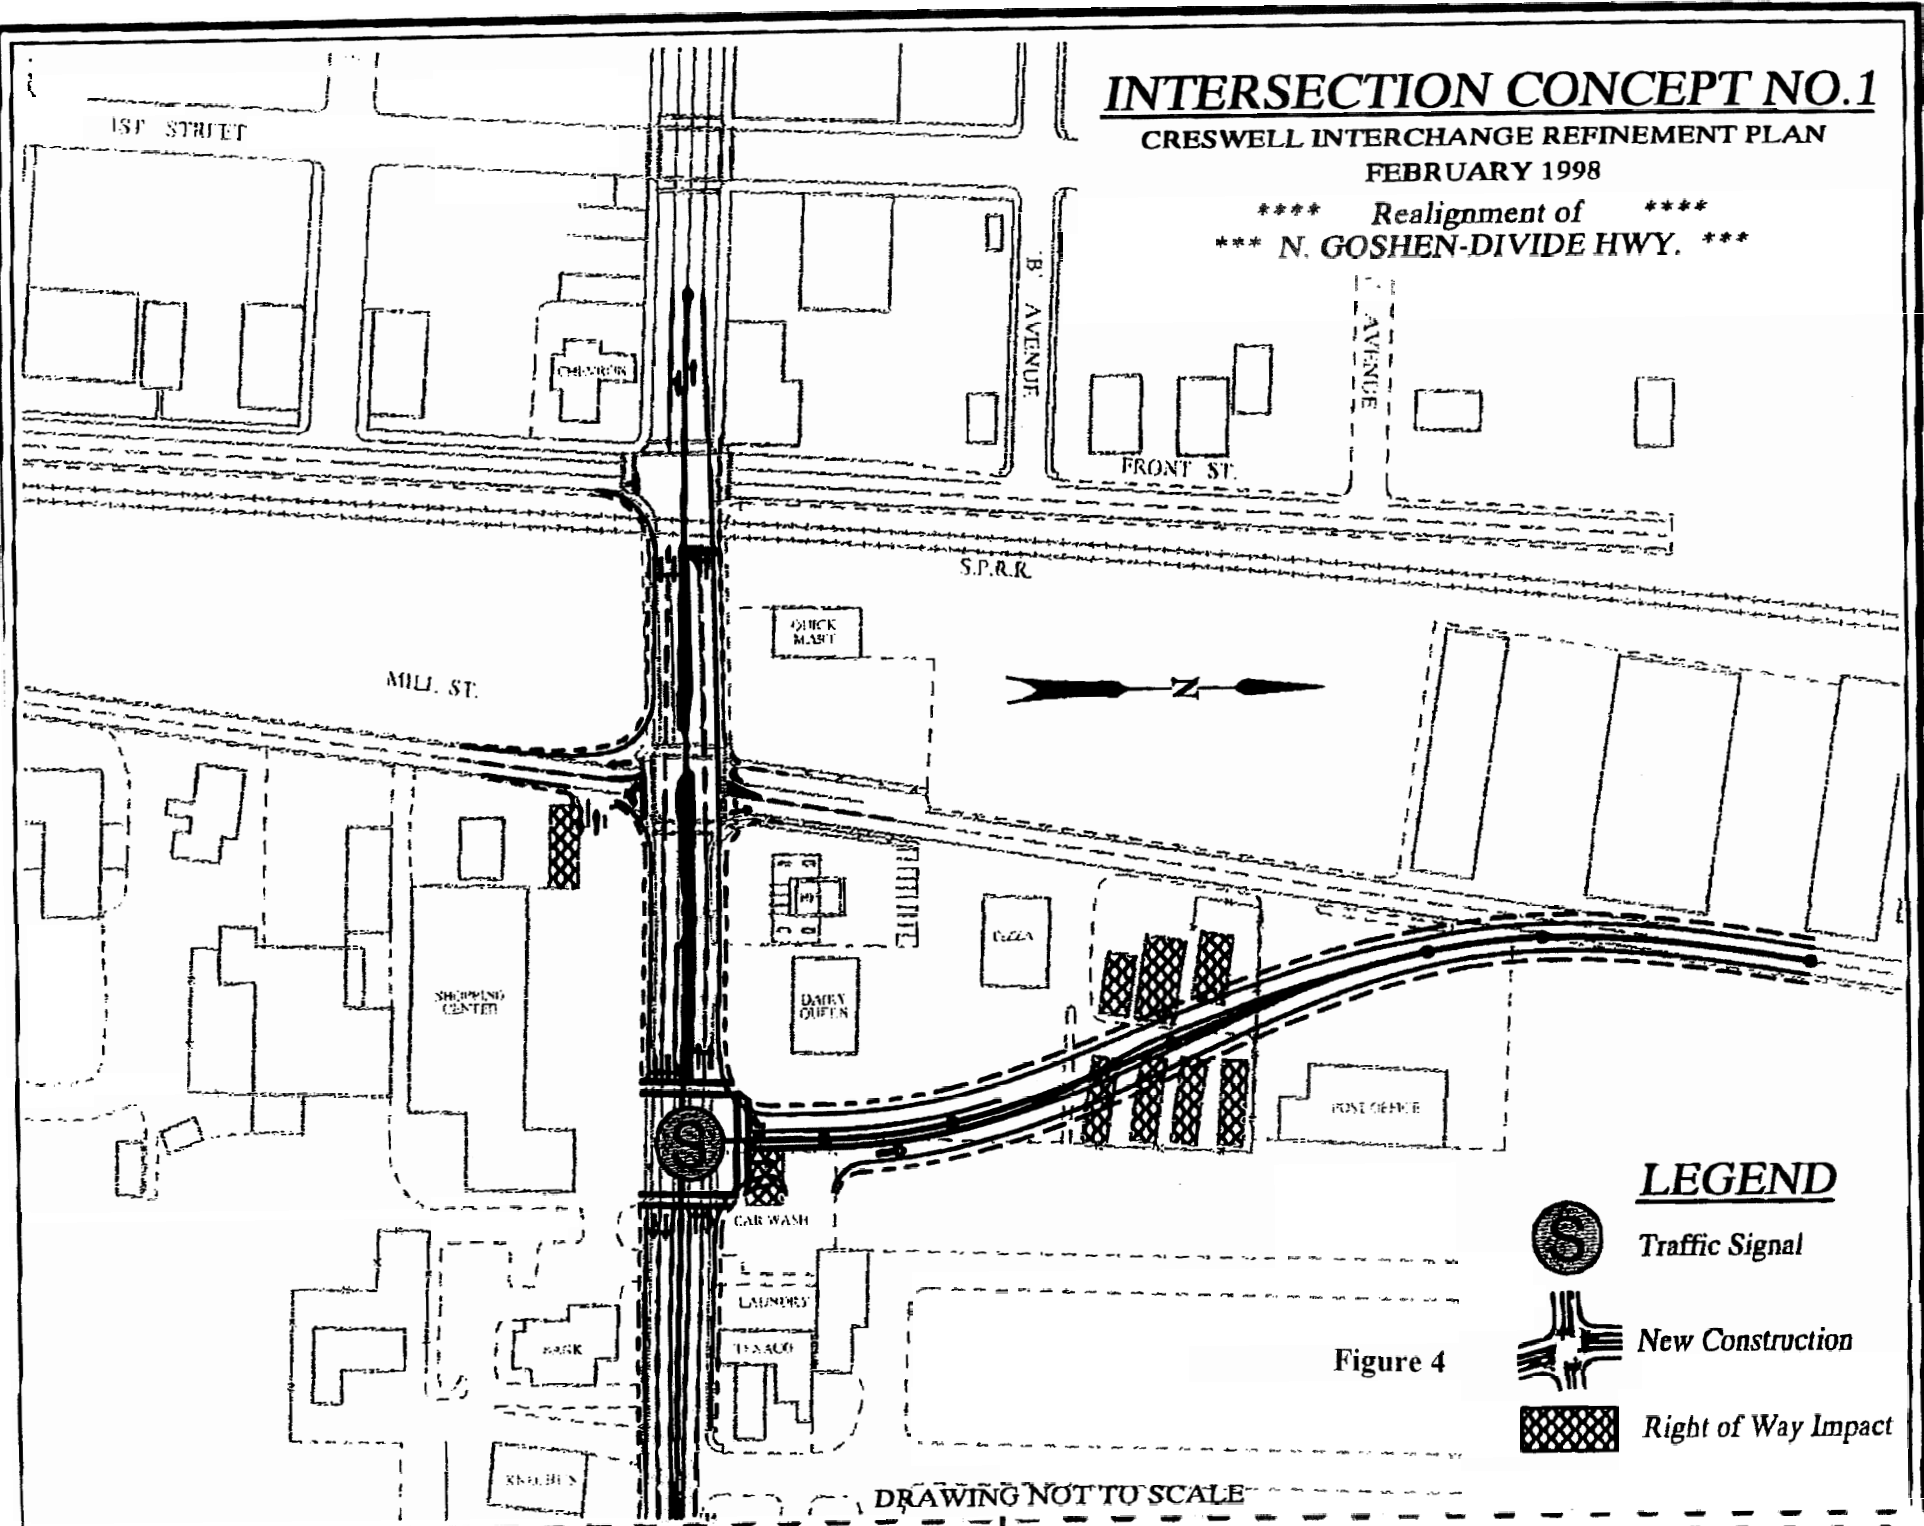 INTERSECTION CONCEPT NO.1
CRESWELL INTERCHANGE REFINEMENT PLAN
FEBRUARY 1998
**** Realignment of ****
*** N. GOSHEN-DIVIDE HWY. ***
1ST STREET
'B' AVENUE
AVENUE
CHEVRON
FRONT ST.
S.P.R.R.
QUICK
MART
MILL ST.
N
PIZZA
SHOPPING
CENTER
DAIRY
QUEEN
POST OFFICE
S
CAR WASH
LAUNDRY
TEXACO
BANK
LEGEND
S
Traffic Signal
New Construction
Right of Way Impact
Figure 4
DRAWING NOT TO SCALE